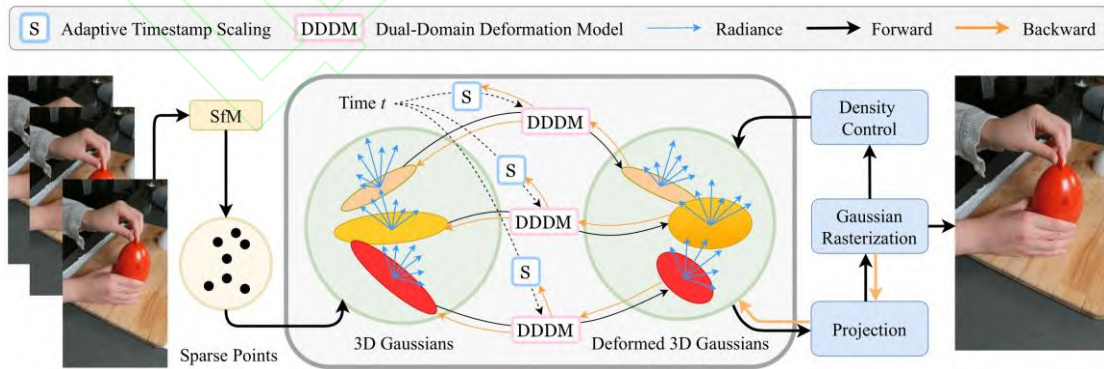 S Adaptive Timestamp Scaling DDDM Dual-Domain Deformation Model Radiance Forward Backward
SfM
Sparse Points
Time t
S
DDDM
S
DDDM
S
DDDM
3D Gaussians
Deformed 3D Gaussians
Density
Control
Gaussian
Rasterization
Projection